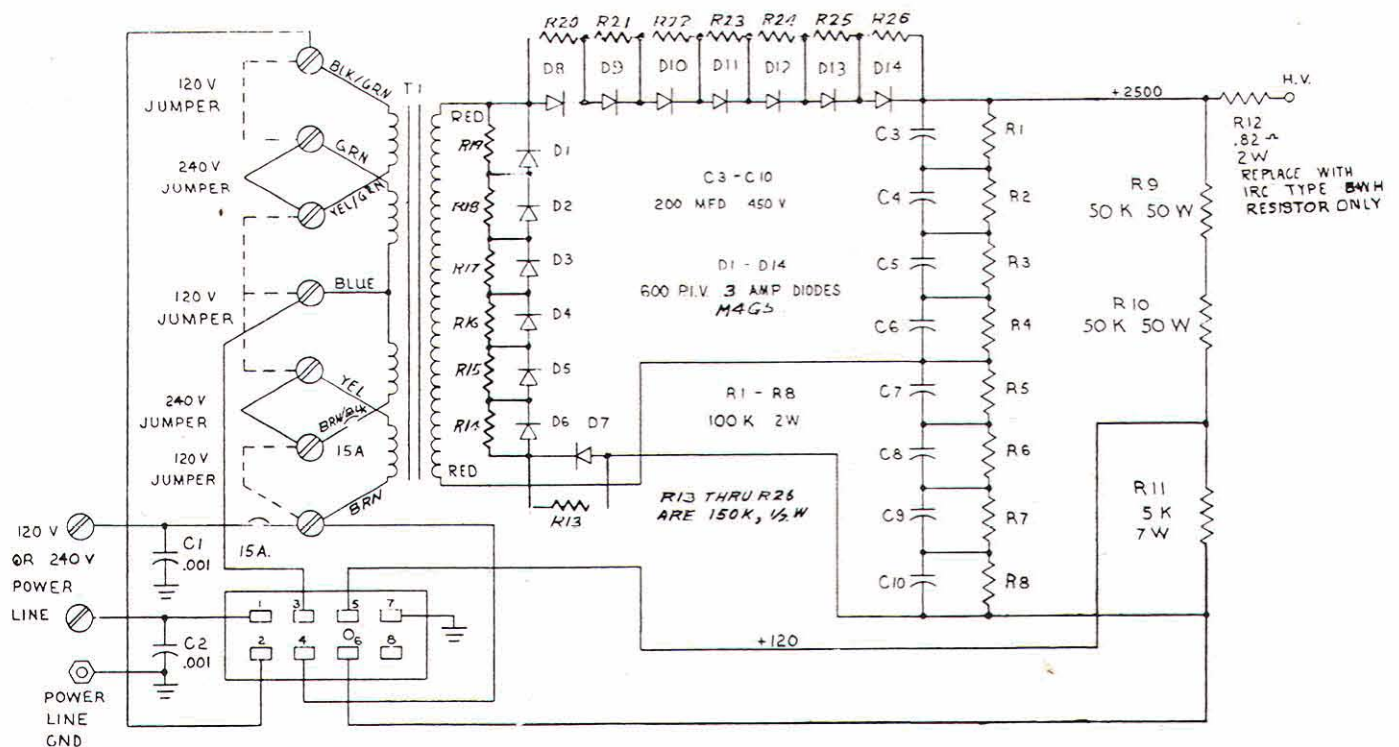 R20 R21 R22 R23 R24 R25 R26
D8 D9 D10 D11 D12 D13 D14
120 V
JUMPER
BLK/GRN
T1
GRN
240 V
JUMPER
YEL/GRN
120 V
JUMPER
BLUE
YEL
240 V
JUMPER
BRN/BLK
15A
120 V
JUMPER
BRN
RED
R19
D1
R18
D2
R17
D3
R16
D4
R15
D5
R14
D6
D7
RED
R13
C3 - C10
200 MFD 450 V
D1 - D14
600 P.I.V. 3 AMP DIODES
M4GS
R1 - R8
100 K 2W
R13 THRU R26
ARE 150K, 1/2 W
C3
R1
C4
R2
C5
R3
C6
R4
C7
R5
C8
R6
C9
R7
C10
R8
+2500
H.V.
R12
.82 Ω
2W
REPLACE WITH
IRC TYPE BWH
RESISTOR ONLY
R9
50 K 50 W
R10
50 K 50 W
R11
5 K
7 W
+120
120 V
OR 240 V
POWER
LINE
C1
.001
15A.
C2
.001
POWER
LINE
GND
1 3 5 7
2 4 6 8